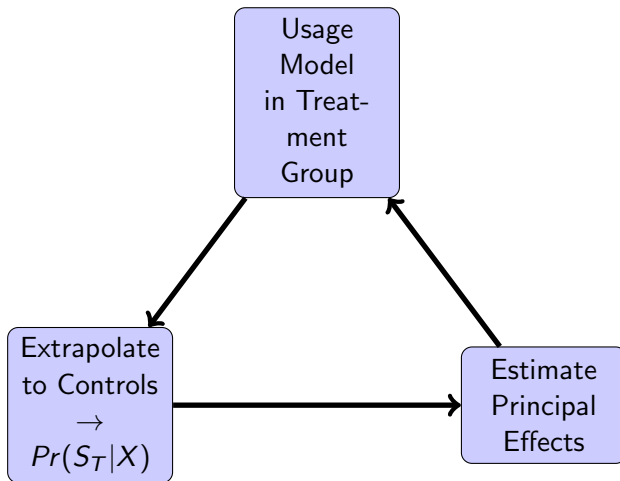 Usage
Model
in Treat-
ment
Group
Extrapolate
to Controls
→
Pr(S_T|X)
Estimate
Principal
Effects